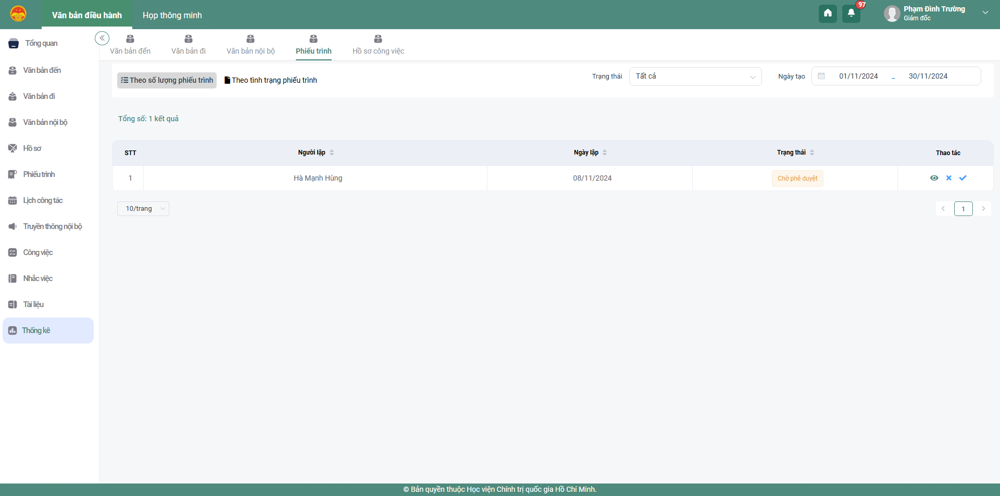 Văn bản điều hành
Họp thông minh
97
Phạm Đình Trường
Giám đốc
Tổng quan
Văn bản đến
Văn bản đi
Văn bản nội bộ
Hồ sơ
Phiếu trình
Lịch công tác
Truyền thông nội bộ
Công việc
Nhắc việc
Tài liệu
Thống kê
Văn bản đến
Văn bản đi
Văn bản nội bộ
Phiếu trình
Hồ sơ công việc
Theo số lượng phiếu trình
Theo tình trạng phiếu trình
Trạng thái
Tất cả
Ngày tạo
01/11/2024 – 30/11/2024
Tổng số: 1 kết quả
STT Người lập Ngày lập Trạng thái Thao tác
1 Hà Mạnh Hùng 08/11/2024 Chờ phê duyệt
10/trang
1
© Bản quyền thuộc Học viện Chính trị quốc gia Hồ Chí Minh.